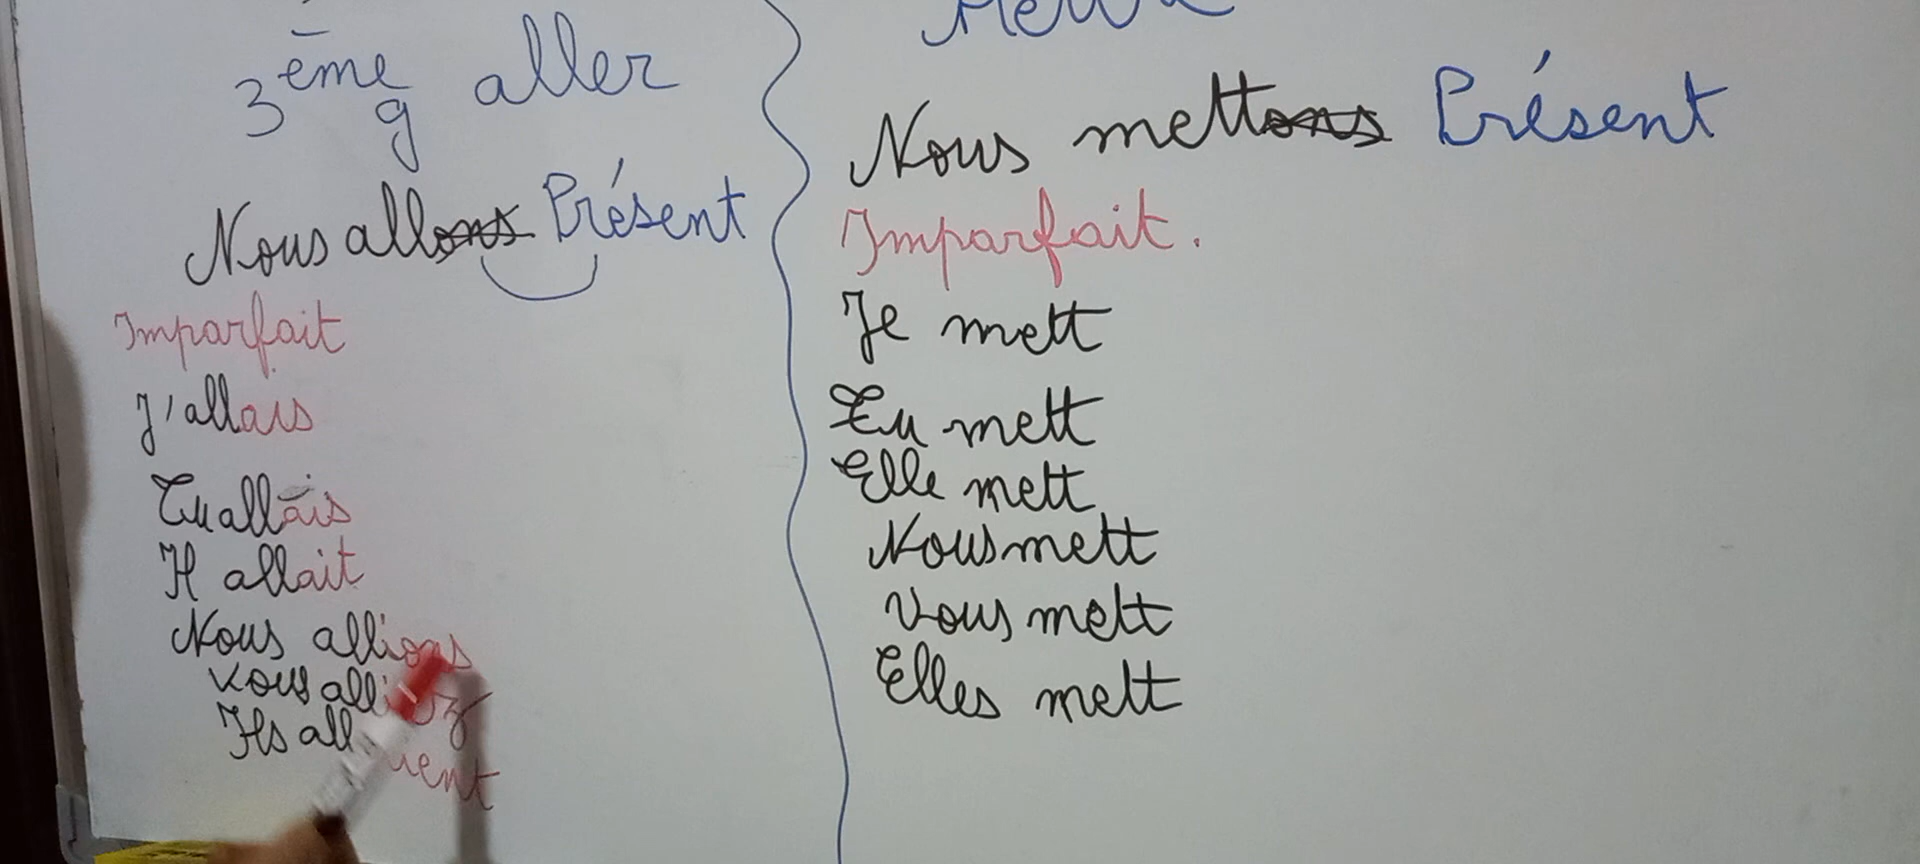 3ème g aller
Nous allons Présent
Imparfait
J'allais
Tu allais
Il allait
Nous allions
Vous alliez
Ils all ient
Nous mettons Présent
Imparfait.
Je mett
Tu mett
Elle mett
Nous mett
Vous mett
Elles mett